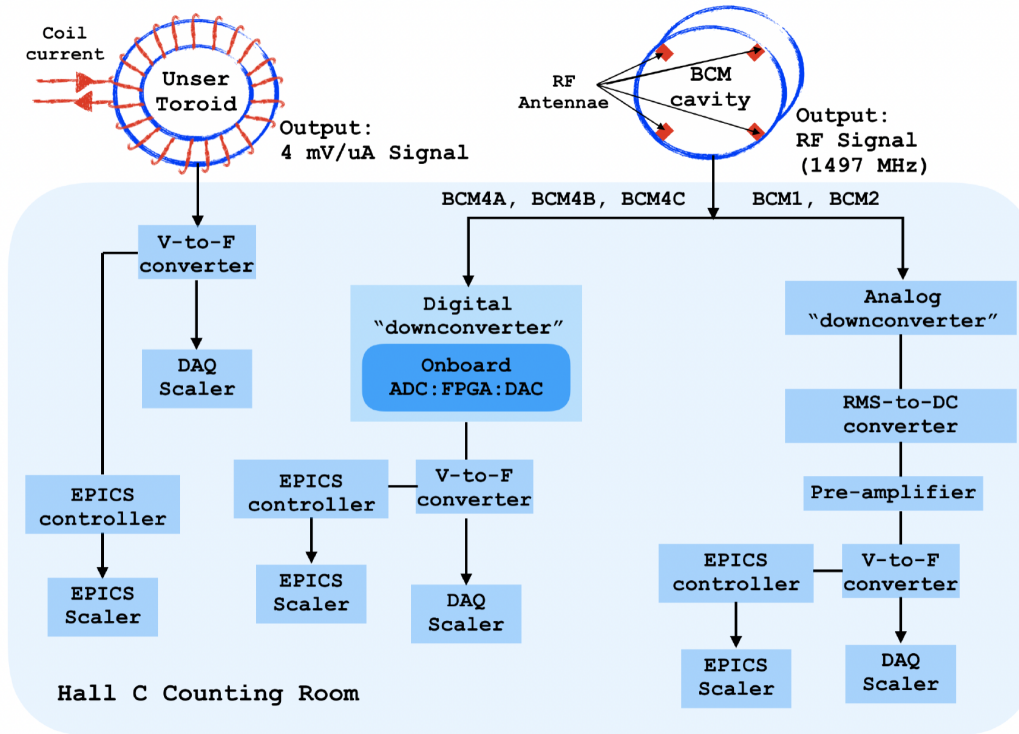 Coil
current
Unser
Toroid
Output:
4 mV/uA Signal
RF
Antennae
BCM
cavity
Output:
RF Signal
(1497 MHz)
BCM4A, BCM4B, BCM4C
BCM1, BCM2
V-to-F
converter
DAQ
Scaler
EPICS
controller
EPICS
Scaler
Digital
“downconverter”
Onboard
ADC:FPGA:DAC
V-to-F
converter
EPICS
controller
EPICS
Scaler
DAQ
Scaler
Analog
“downconverter”
RMS-to-DC
converter
Pre-amplifier
V-to-F
converter
EPICS
controller
EPICS
Scaler
DAQ
Scaler
Hall C Counting Room